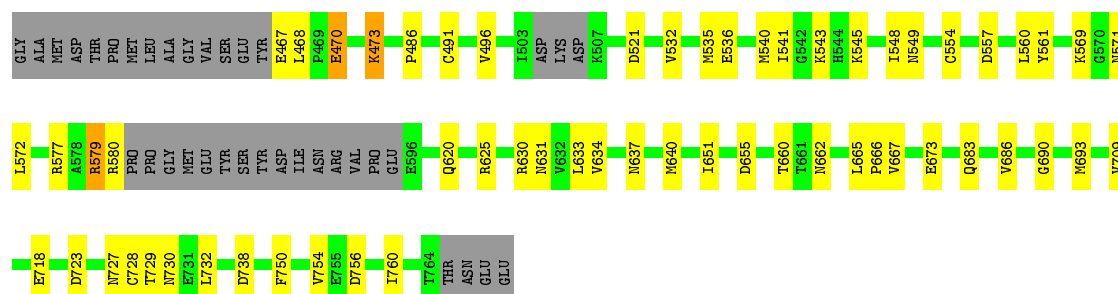 GLY ALA MET ASP THR PRO MET LEU ALA GLY VAL SER GLU TYR E467 L468 P469 E470 K473 P486 C491 V496 I503 ASP LYS ASP K507 D521 V532 M535 E536 M540 I541 G542 K543 H544 K545 I548 N549 C554 D557 L560 Y561 K569 G570 N571
L572 R577 A578 R579 R580 PRO PRO GLY MET GLU TYR SER TYR ASP ILE ASN ARG VAL PRO GLU E596 Q620 R625 R630 N631 V632 L633 V634 N637 M640 I651 D655 T660 T661 N662 L665 P666 V667 E673 Q683 V686 G690 M693
E718 D723 N727 C728 T729 N730 E731 L732 D738 F750 V754 E755 D756 I760 T764 THR ASN GLU GLU